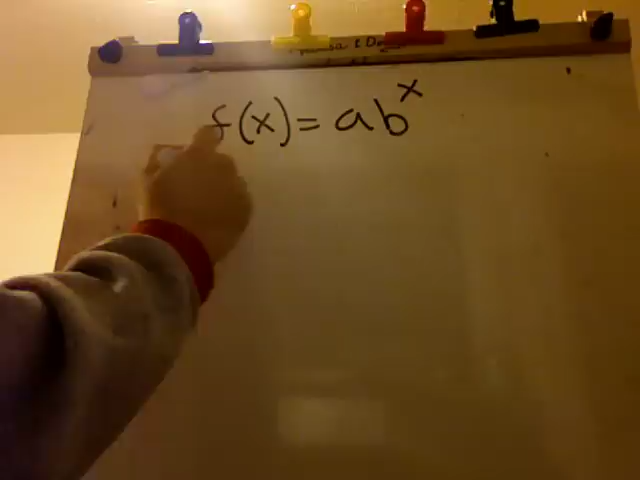 f(x) = ab^x